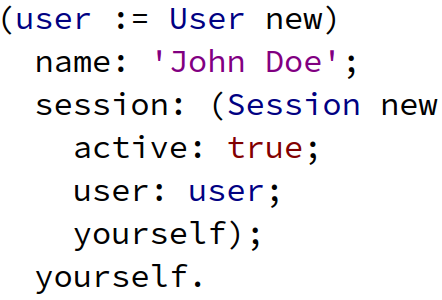 (user := User new)
  name: 'John Doe';
  session: (Session new
    active: true;
    user: user;
    yourself);
  yourself.